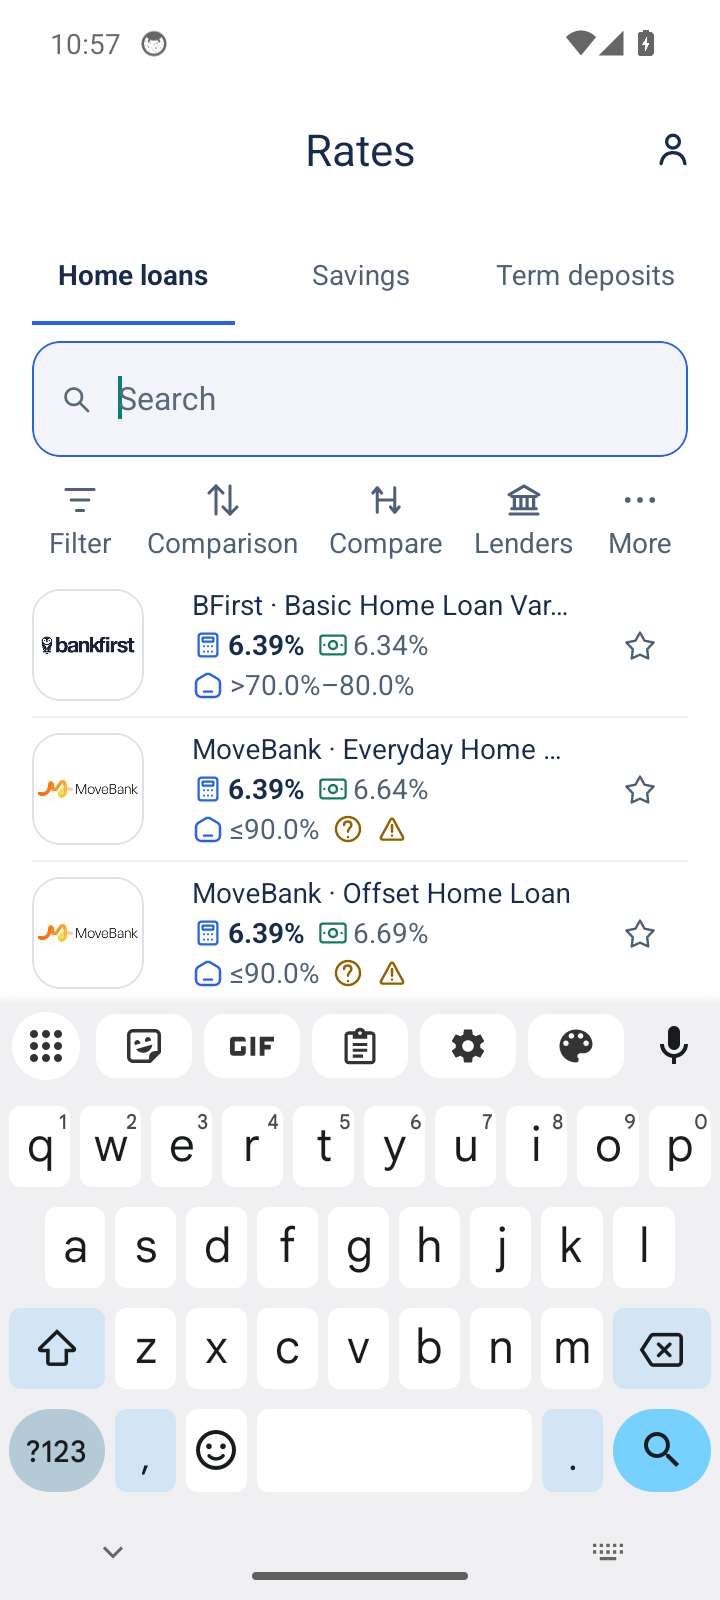 10:57
Rates
Home loans Savings Term deposits
Search
Filter Comparison Compare Lenders More
bankfirst
BFirst · Basic Home Loan Var...
6.39% 6.34%
>70.0%–80.0%
MoveBank
MoveBank · Everyday Home ...
6.39% 6.64%
≤90.0%
MoveBank
MoveBank · Offset Home Loan
6.39% 6.69%
≤90.0%
GIF
1 2 3 4 5 6 7 8 9 0
q w e r t y u i o p
a s d f g h j k l
z x c v b n m
?123 , .